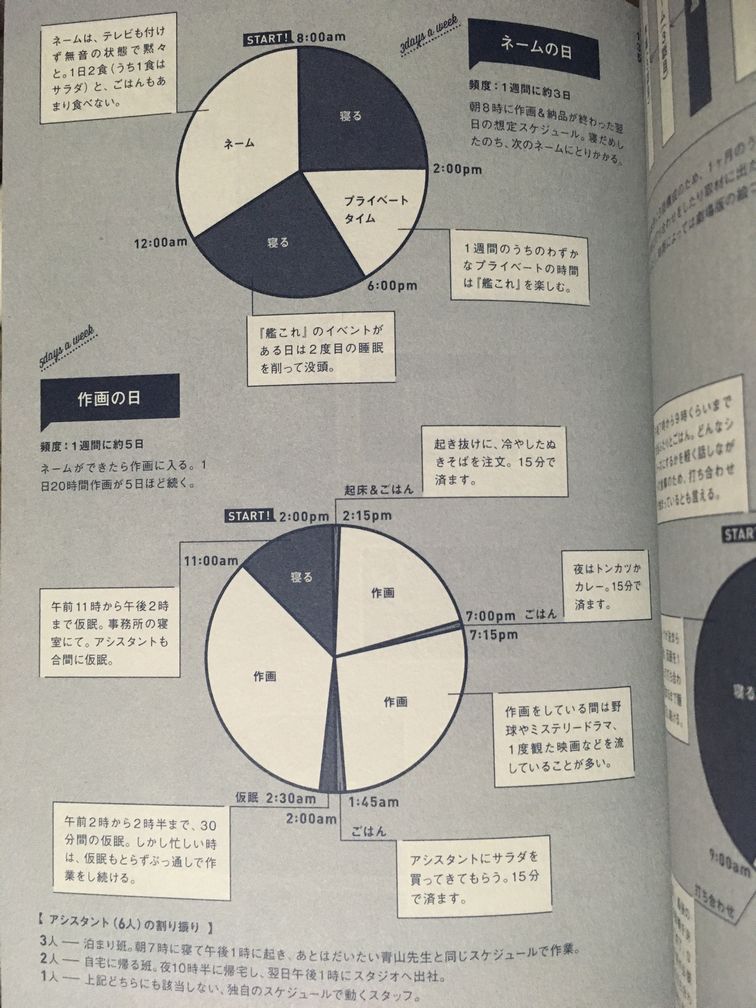 ネームは、テレビも付け
ず無音の状態で黙々
と。1日2食（うち1食は
サラダ）と、ごはんもあ
まり食べない。
START! 8:00am
3days a week
ネームの日
頻度：1週間に約3日
朝8時に作画＆納品が終わった翌
日の想定スケジュール。寝だめし
たのち、次のネームにとりかかる。
寝る
ネーム
2:00pm
プライベート
タイム
12:00am
寝る
6:00pm
1週間のうちのわずか
なプライベートの時間
は『艦これ』を楽しむ。
『艦これ』のイベントが
ある日は2度目の睡眠
を削って没頭。
5days a week
作画の日
頻度：1週間に約5日
ネームができたら作画に入る。1
日20時間作画が5日ほど続く。
起き抜けに、冷やしたぬ
きそばを注文。15分で
済ます。
起床＆ごはん
START! 2:00pm 2:15pm
11:00am
寝る
作画
夜はトンカツか
カレー。15分で
済ます。
7:00pm ごはん
7:15pm
午前11時から午後2時
まで仮眠。事務所の寝
室にて。アシスタントも
合間に仮眠。
作画
作画
作画をしている間は野
球やミステリードラマ、
1度観た映画などを流
していることが多い。
仮眠 2:30am
1:45am
2:00am
ごはん
午前2時から2時半まで、30
分間の仮眠。しかし忙しい時
は、仮眠もとらずぶっ通しで作
業をし続ける。
アシスタントにサラダを
買ってきてもらう。15分
で済ます。
【 アシスタント（6人）の割り振り 】
3人 ― 泊まり班。朝7時に寝て午後1時に起き、あとはだいたい青山先生と同じスケジュールで作業。
2人 ― 自宅に帰る班。夜10時半に帰宅し、翌日午後1時にスタジオへ出社。
1人 ― 上記どちらにも該当しない、独自のスケジュールで動くスタッフ。
STAR
寝る
9:00am
打ち合わせ